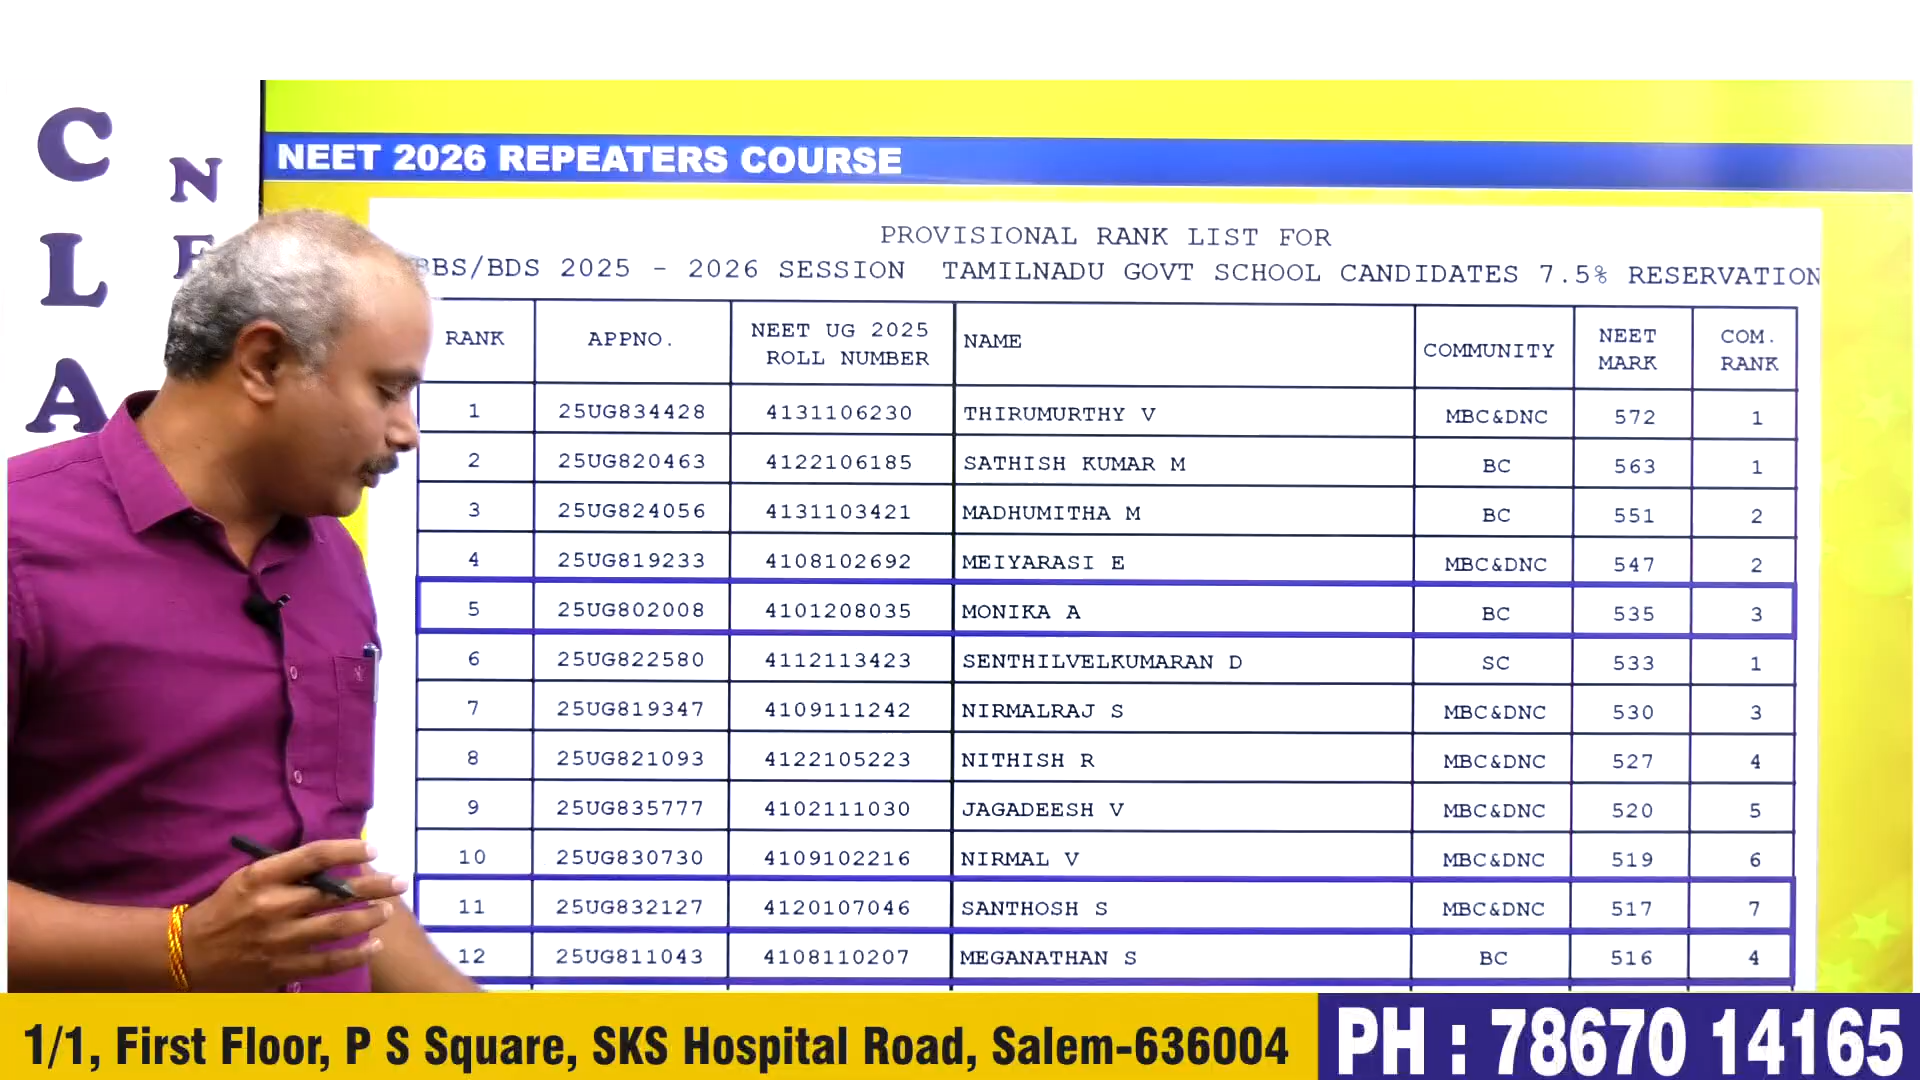 C
L
A
N
E
NEET 2026 REPEATERS COURSE
PROVISIONAL RANK LIST FOR
BBS/BDS 2025 - 2026 SESSION TAMILNADU GOVT SCHOOL CANDIDATES 7.5% RESERVATION
RANK APPNO. NEET UG 2025 ROLL NUMBER NAME COMMUNITY NEET MARK COM. RANK
1 25UG834428 4131106230 THIRUMURTHY V MBC&DNC 572 1
2 25UG820463 4122106185 SATHISH KUMAR M BC 563 1
3 25UG824056 4131103421 MADHUMITHA M BC 551 2
4 25UG819233 4108102692 MEIYARASI E MBC&DNC 547 2
5 25UG802008 4101208035 MONIKA A BC 535 3
6 25UG822580 4112113423 SENTHILVELKUMARAN D SC 533 1
7 25UG819347 4109111242 NIRMALRAJ S MBC&DNC 530 3
8 25UG821093 4122105223 NITHISH R MBC&DNC 527 4
9 25UG835777 4102111030 JAGADEESH V MBC&DNC 520 5
10 25UG830730 4109102216 NIRMAL V MBC&DNC 519 6
11 25UG832127 4120107046 SANTHOSH S MBC&DNC 517 7
12 25UG811043 4108110207 MEGANATHAN S BC 516 4
1/1, First Floor, P S Square, SKS Hospital Road, Salem-636004
PH : 78670 14165